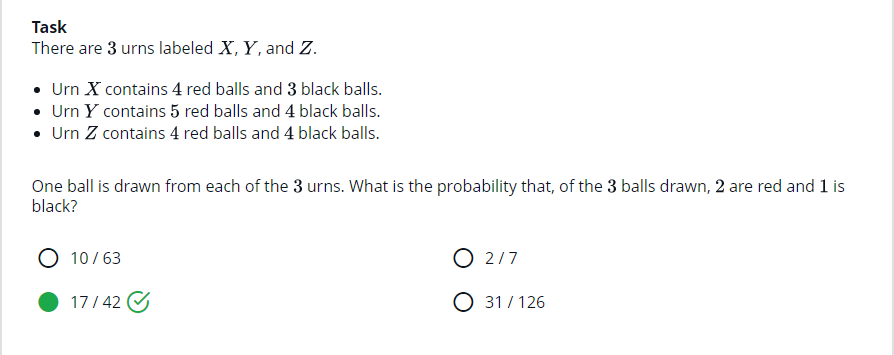 Task
There are 3 urns labeled X, Y, and Z.
• Urn X contains 4 red balls and 3 black balls.
• Urn Y contains 5 red balls and 4 black balls.
• Urn Z contains 4 red balls and 4 black balls.
One ball is drawn from each of the 3 urns. What is the probability that, of the 3 balls drawn, 2 are red and 1 is
black?
10 / 63 2 / 7
17 / 42 31 / 126